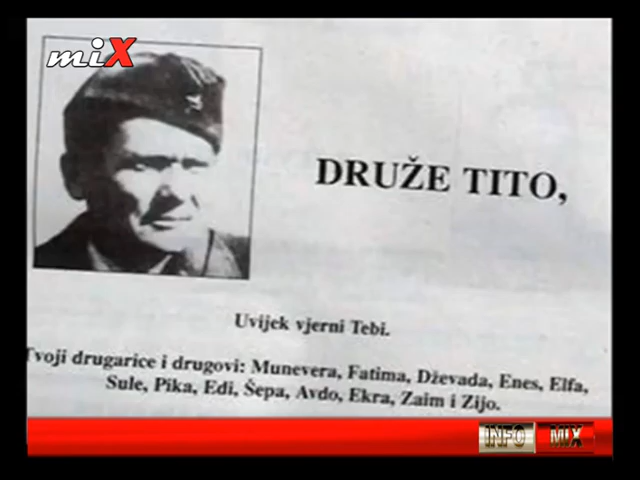 miX
DRUŽE TITO,
Uvijek vjerni Tebi.
Tvoji drugarice i drugovi: Munevera, Fatima, Dževada, Enes, Elfa,
Sule, Pika, Edi, Šepa, Avdo, Ekra, Zaim i Zijo.
INFO MIX